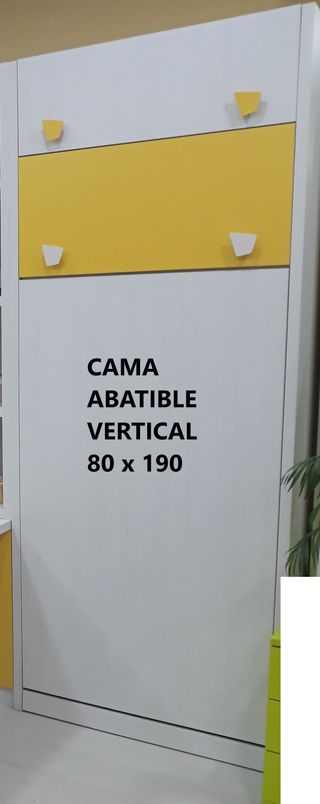 CAMA
ABATIBLE
VERTICAL
80 x 190